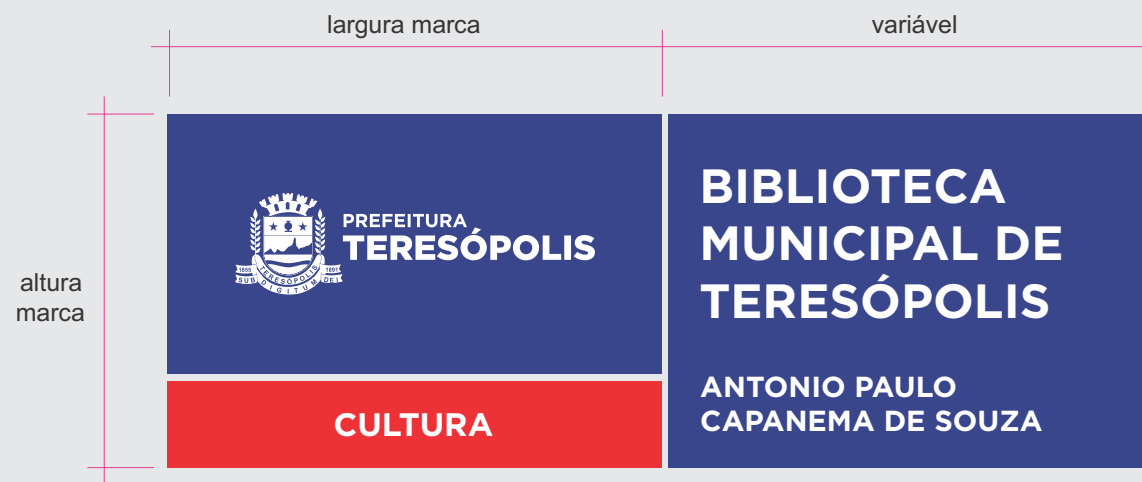 largura marca
variável
altura
marca
PREFEITURA
TERESÓPOLIS
1855
1891
TERESÓPOLIS
SUB DIGITUM DEI
CULTURA
BIBLIOTECA
MUNICIPAL DE
TERESÓPOLIS
ANTONIO PAULO
CAPANEMA DE SOUZA